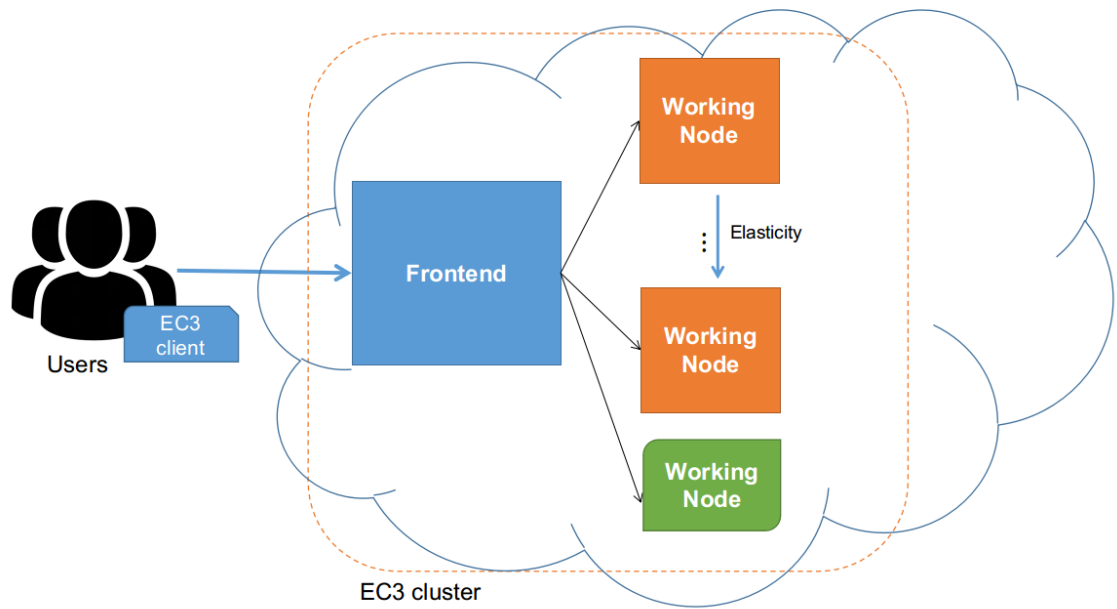 Working
Node
Elasticity
Frontend
EC3
client
Users
Working
Node
Working
Node
EC3 cluster